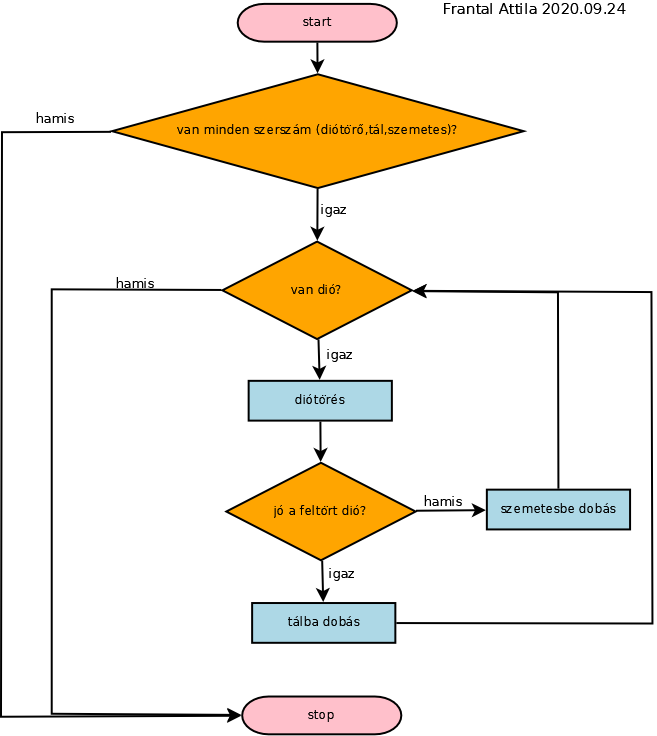 Frantal Attila 2020.09.24
start
hamis
van minden szerszám (diótörő,tál,szemetes)?
igaz
hamis
van dió?
igaz
diótörés
jó a feltört dió?
hamis
szemetesbe dobás
igaz
tálba dobás
stop